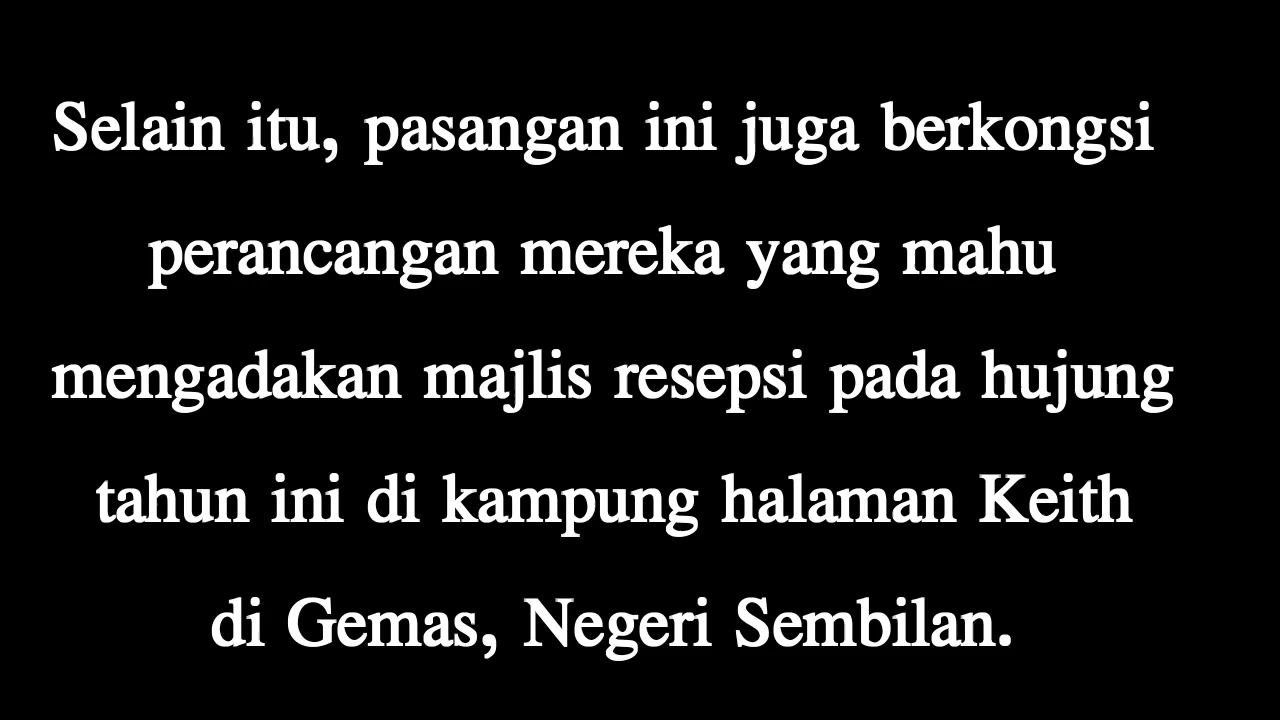 Selain itu, pasangan ini juga berkongsi
perancangan mereka yang mahu
mengadakan majlis resepsi pada hujung
tahun ini di kampung halaman Keith
di Gemas, Negeri Sembilan.